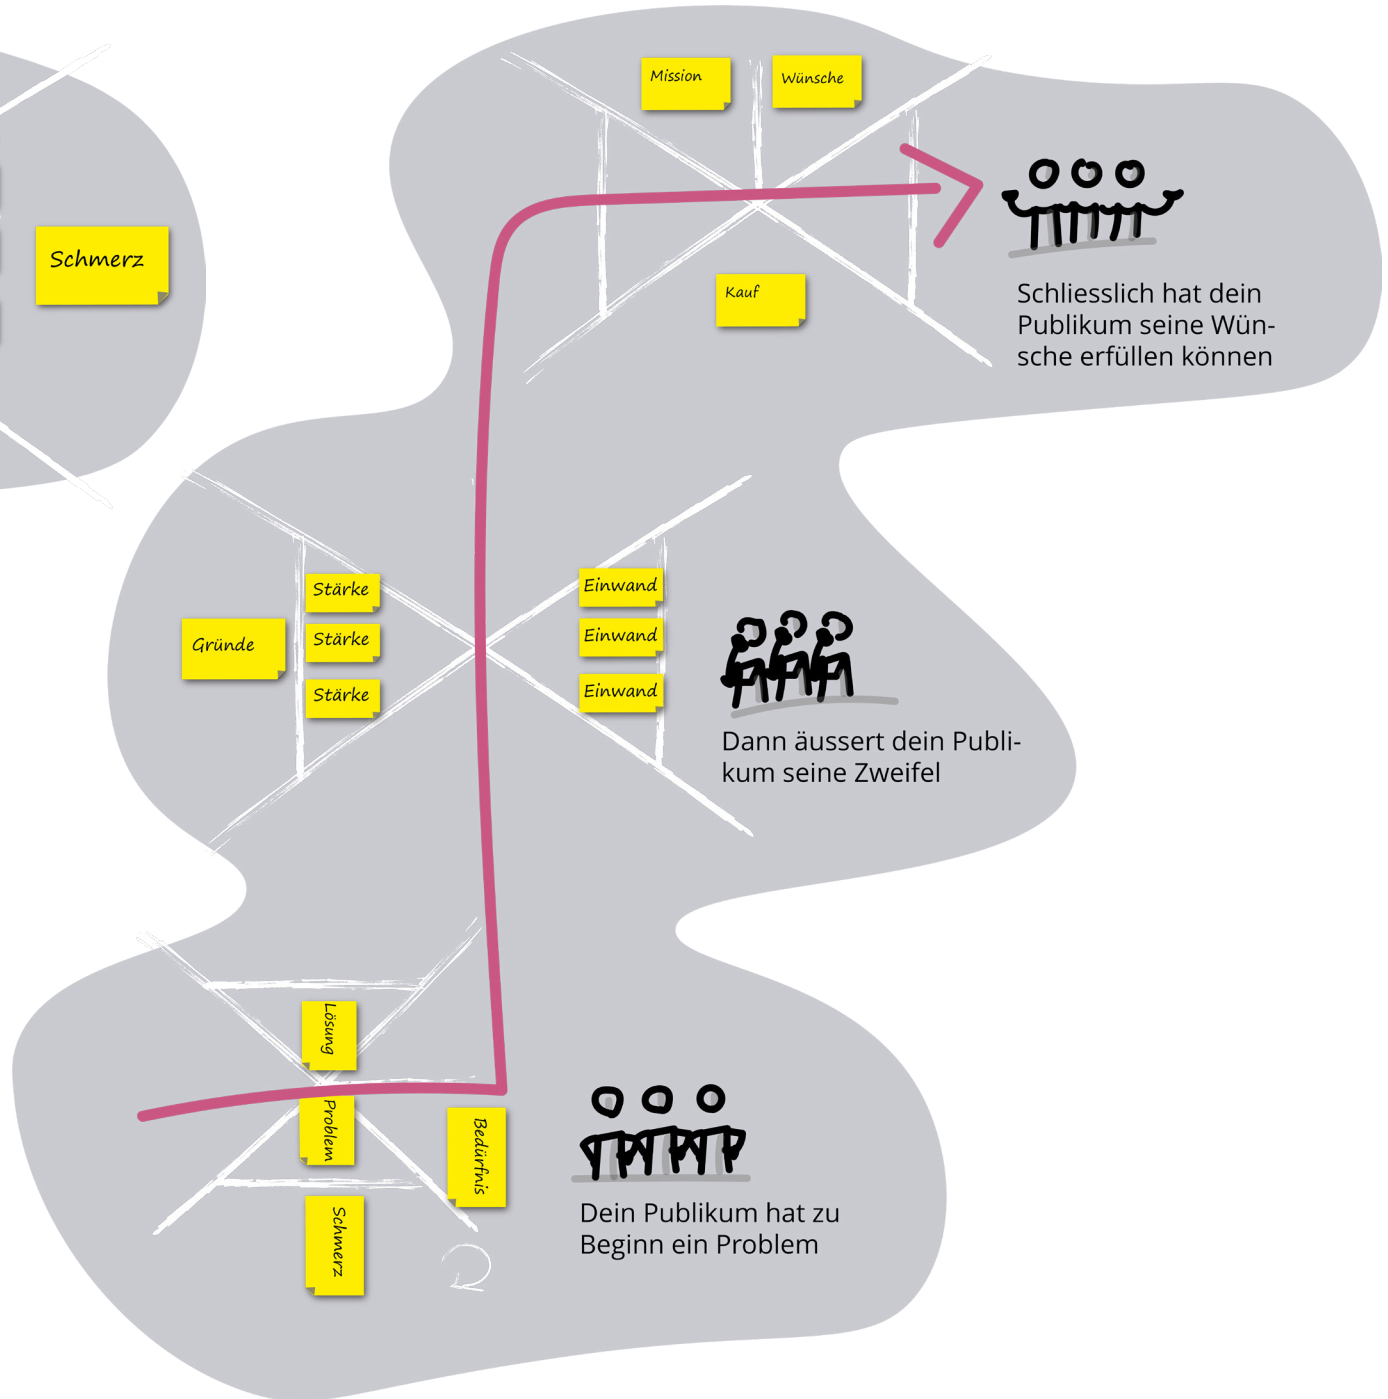 Mission
Wünsche
Schmerz
Kauf
Schliesslich hat dein
Publikum seine Wün-
sche erfüllen können
Gründe
Stärke
Stärke
Stärke
Einwand
Einwand
Einwand
Dann äussert dein Publi-
kum seine Zweifel
Lösung
Problem
Bedürfnis
Schmerz
Dein Publikum hat zu
Beginn ein Problem